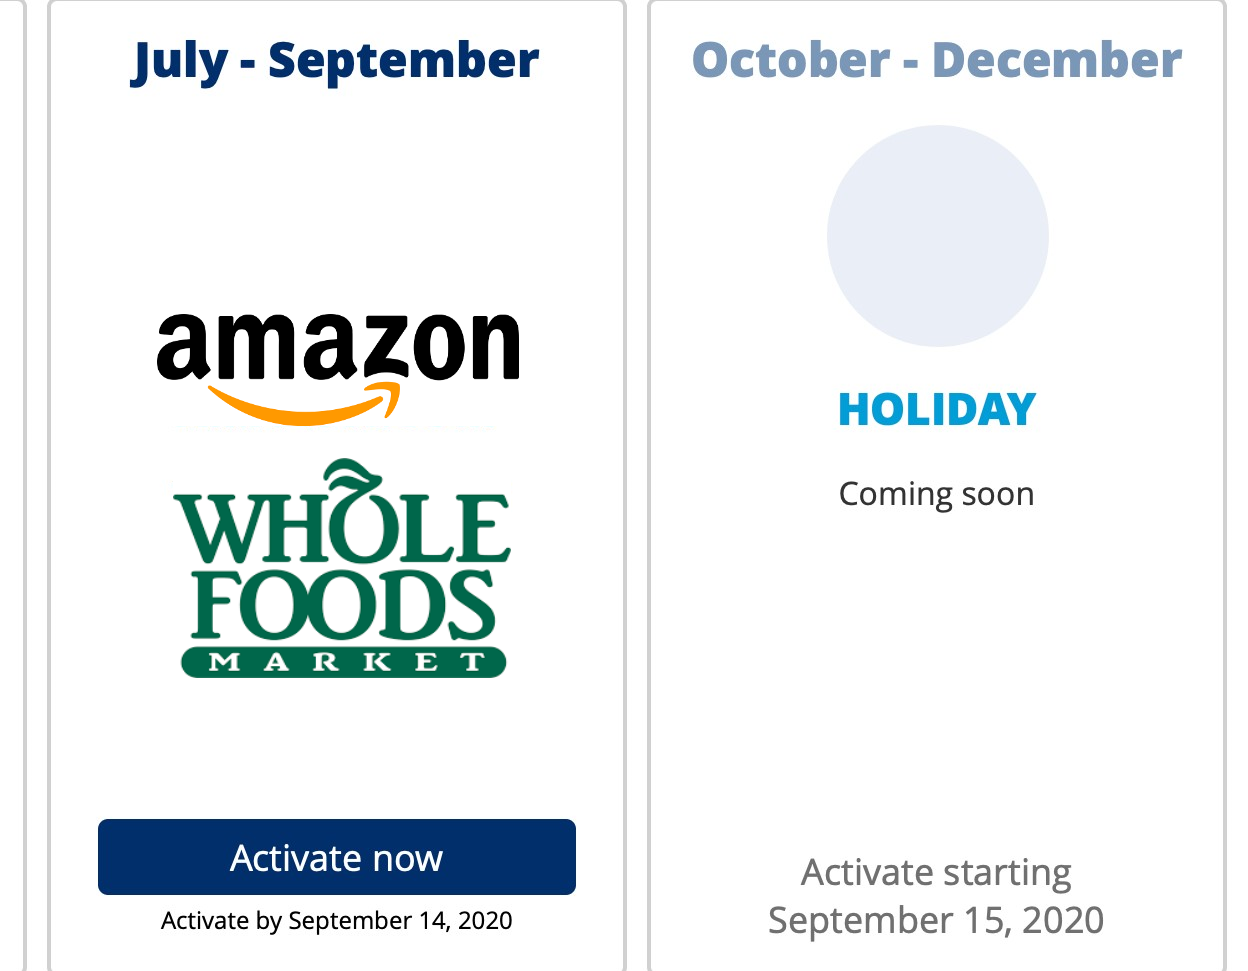 July - September
amazon
WHOLE
FOODS
MARKET
Activate now
Activate by September 14, 2020
October - December
HOLIDAY
Coming soon
Activate starting
September 15, 2020